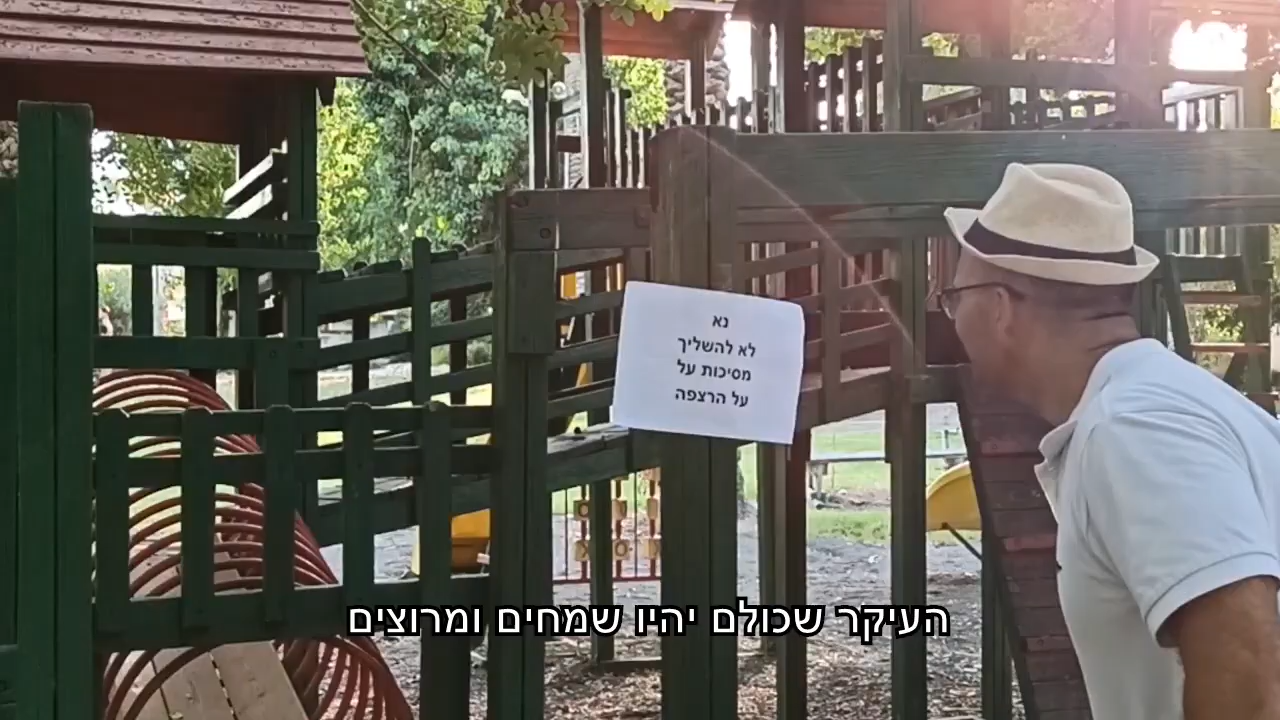 נא
לא להשליך
מסיכות על
על הרצפה
העיקר שכולם יהיו שמחים ומרוצים